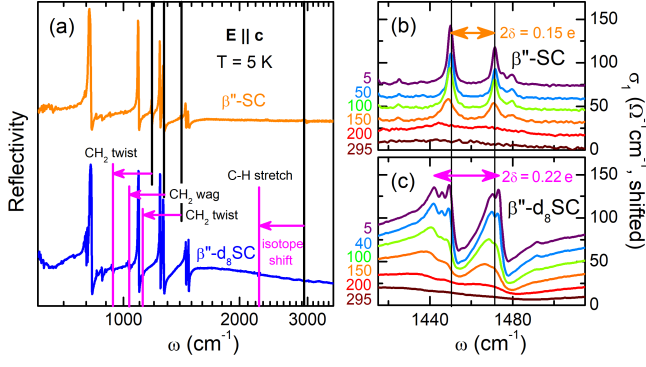 (a)
E || c
T = 5 K
β"-SC
CH2 twist
C-H stretch
CH2 wag
CH2 twist
β"-d8SC
isotope
shift
Reflectivity
1000
2000
3000
ω (cm-1)
(b)
2δ = 0.15 e
β"-SC
5
50
100
150
200
295
150
100
50
0
(c)
2δ = 0.22 e
β"-d8SC
5
40
100
150
200
295
150
100
50
0
σ1 (Ω-1cm-1, shifted)
1440
1480
ω (cm-1)